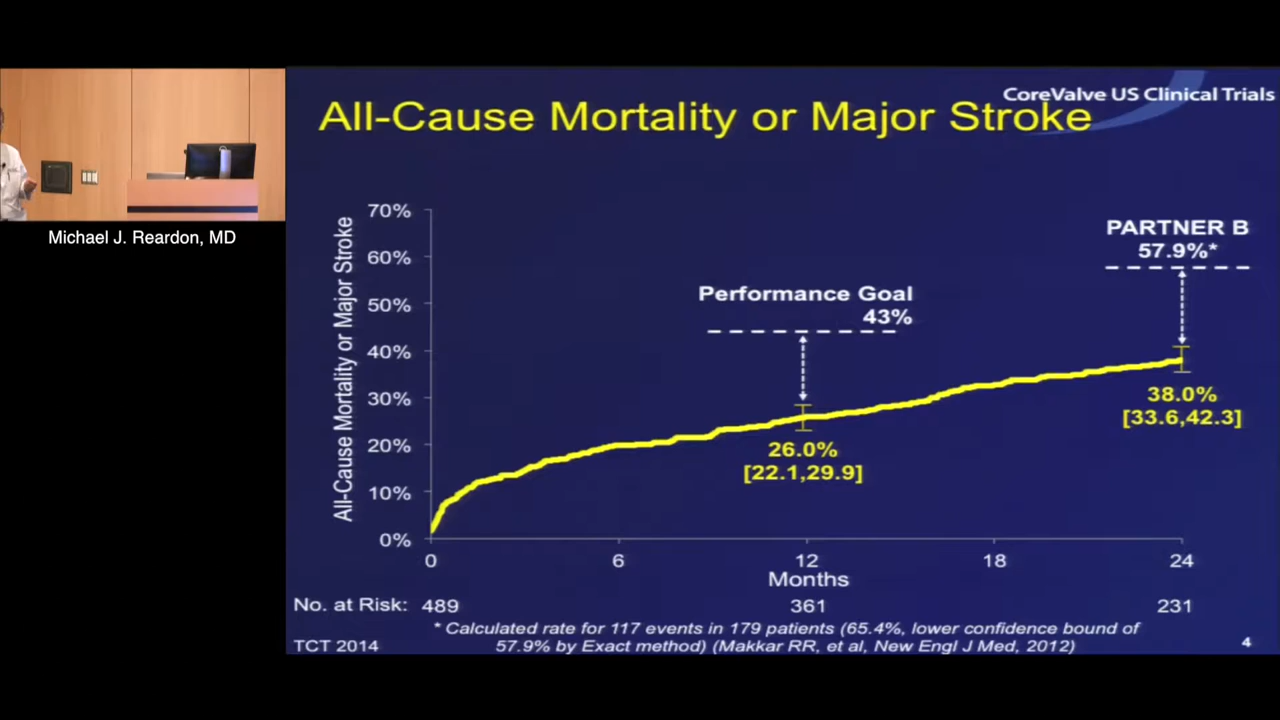 CoreValve US Clinical Trials
All-Cause Mortality or Major Stroke
Michael J. Reardon, MD
All-Cause Mortality or Major Stroke
70%
60%
50%
40%
30%
20%
10%
0%
PARTNER B
57.9%*
Performance Goal
43%
38.0%
[33.6,42.3]
26.0%
[22.1,29.9]
0
6
12
18
24
Months
No. at Risk: 489
361
231
* Calculated rate for 117 events in 179 patients (65.4%, lower confidence bound of
57.9% by Exact method) (Makkar RR, et al, New Engl J Med, 2012)
TCT 2014
4